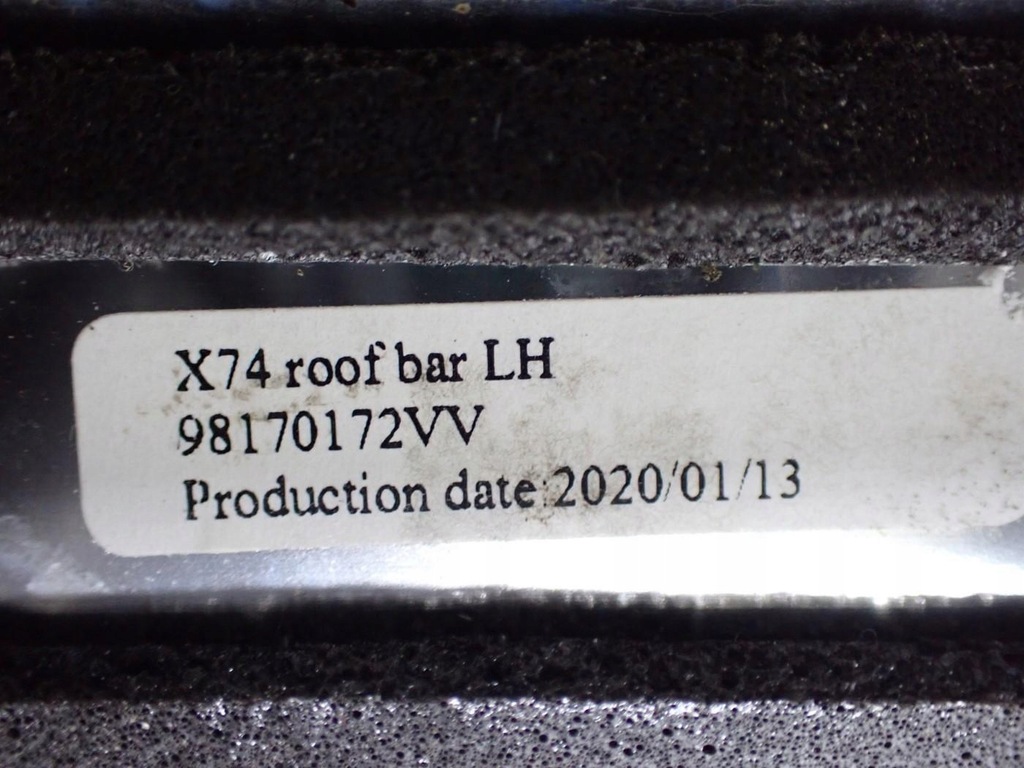 X74 roof bar LH
98170172VV
Production date:2020/01/13